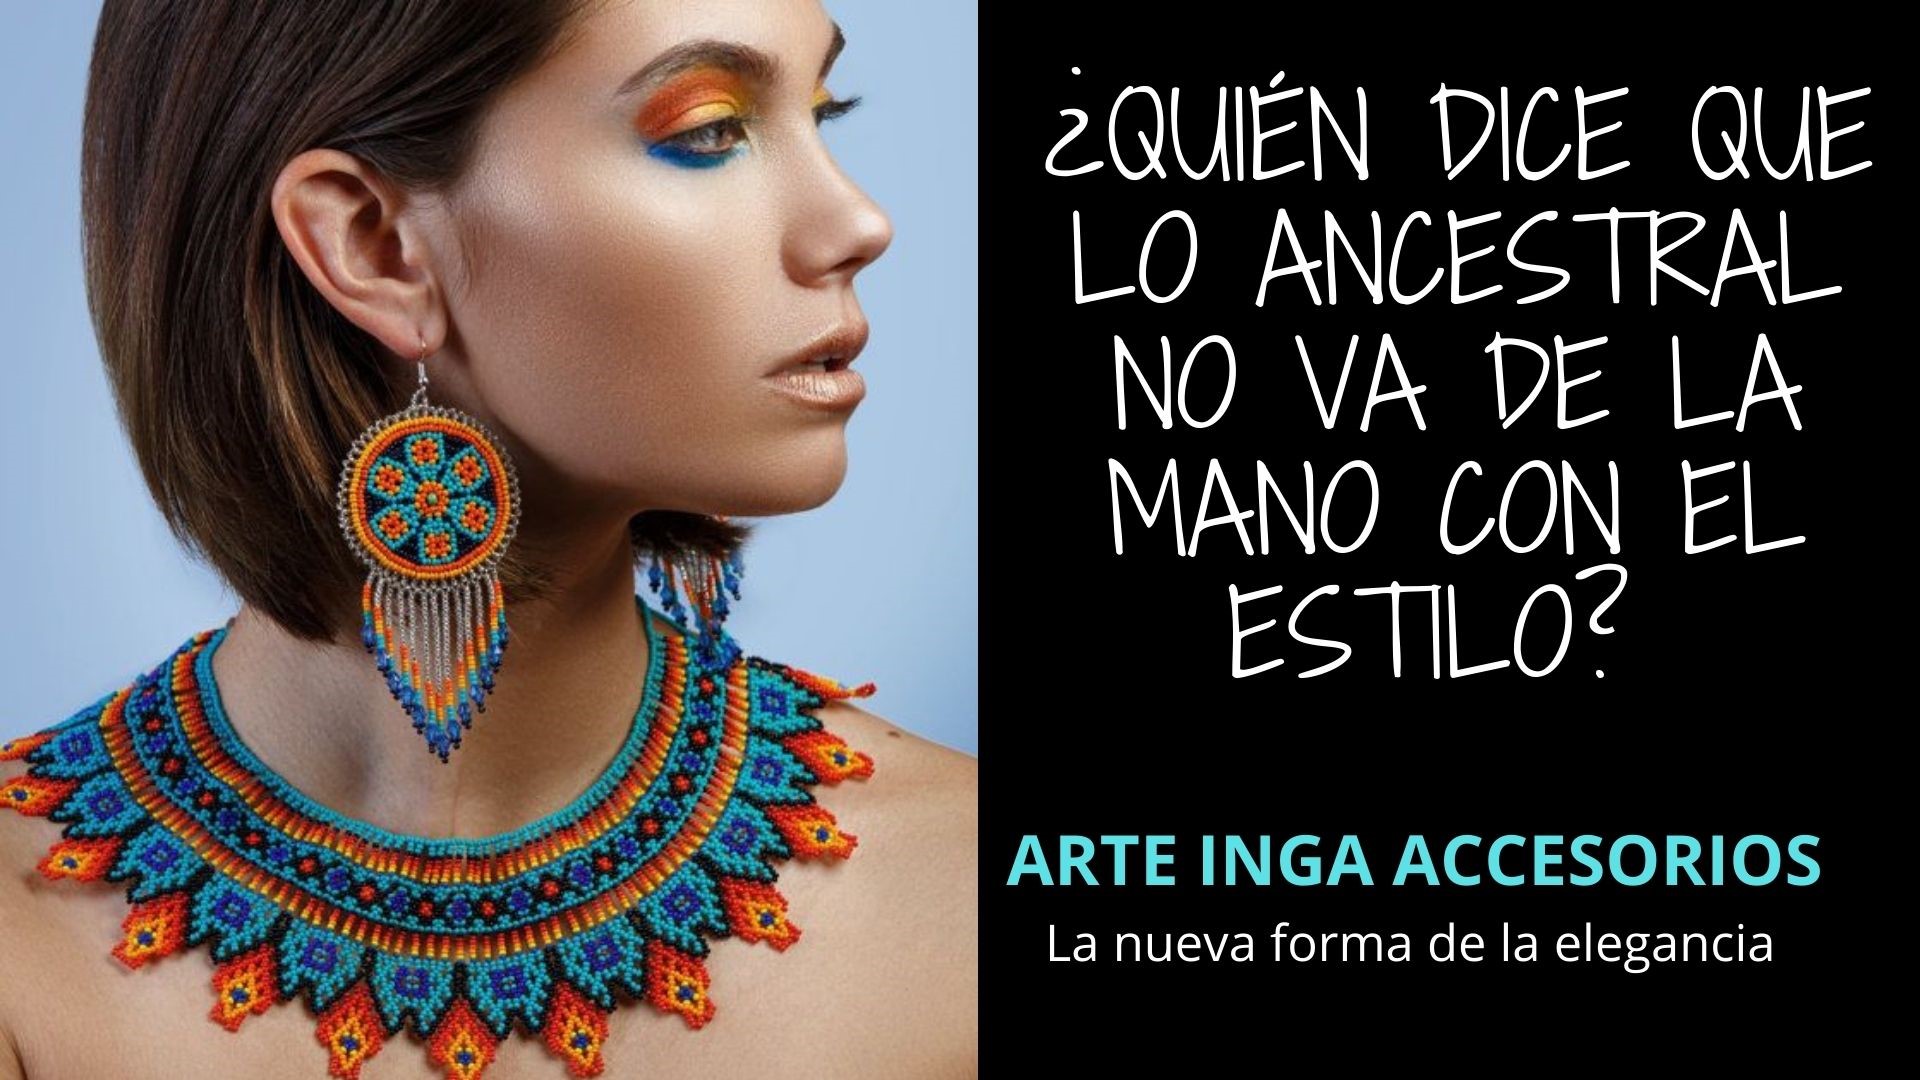 ¿QUIÉN DICE QUE
LO ANCESTRAL
NO VA DE LA
MANO CON EL
ESTILO?
ARTE INGA ACCESORIOS
La nueva forma de la elegancia